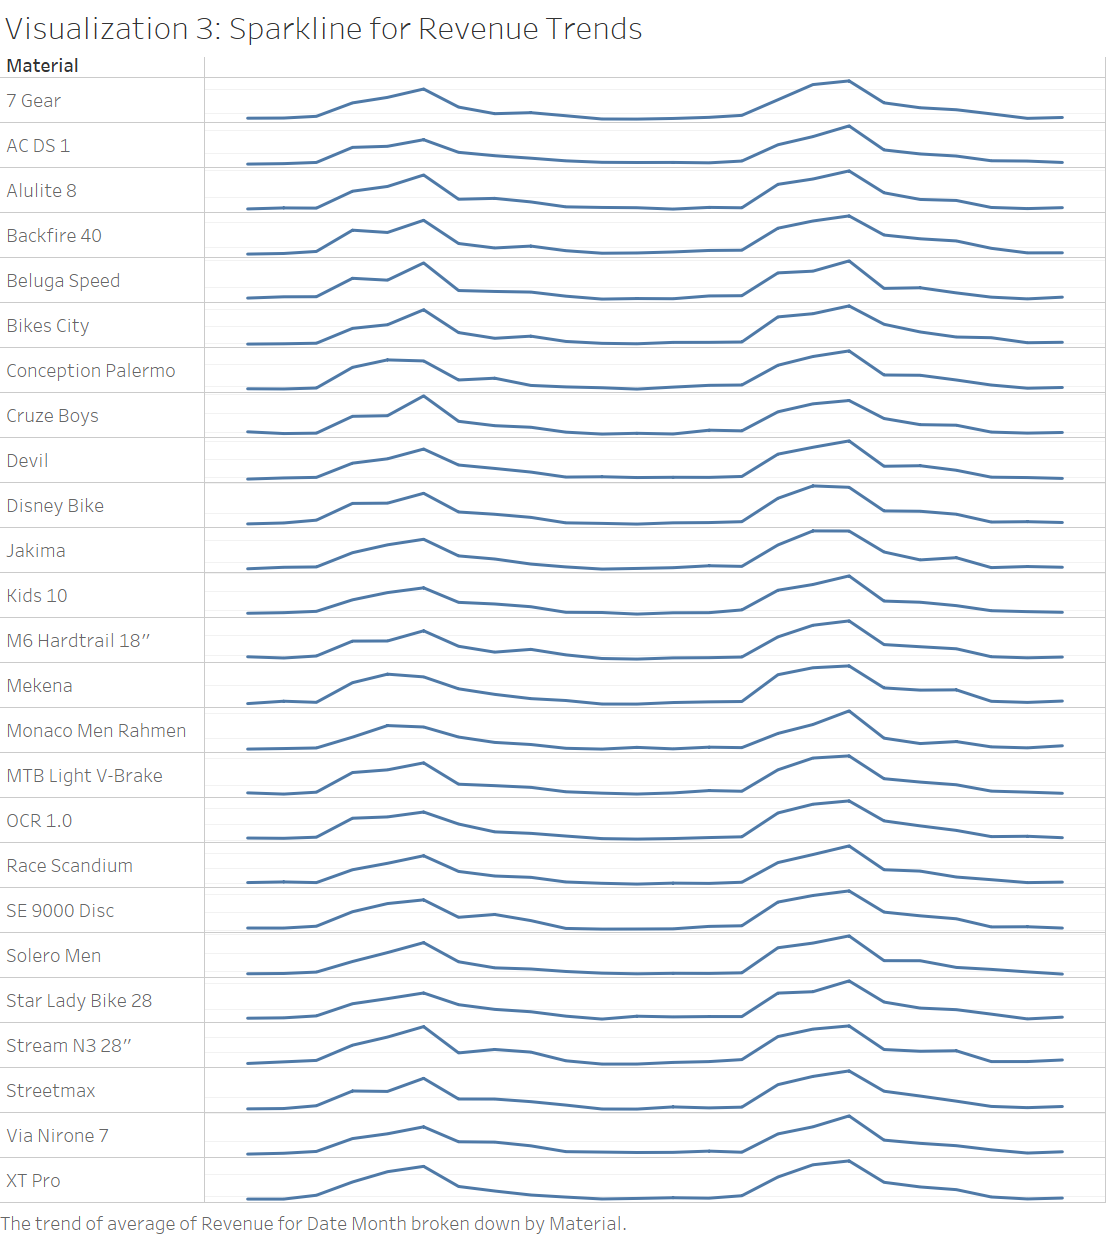 Visualization 3: Sparkline for Revenue Trends
Material
7 Gear
AC DS 1
Alulite 8
Backfire 40
Beluga Speed
Bikes City
Conception Palermo
Cruze Boys
Devil
Disney Bike
Jakima
Kids 10
M6 Hardtrail 18″
Mekena
Monaco Men Rahmen
MTB Light V-Brake
OCR 1.0
Race Scandium
SE 9000 Disc
Solero Men
Star Lady Bike 28
Stream N3 28″
Streetmax
Via Nirone 7
XT Pro
The trend of average of Revenue for Date Month broken down by Material.